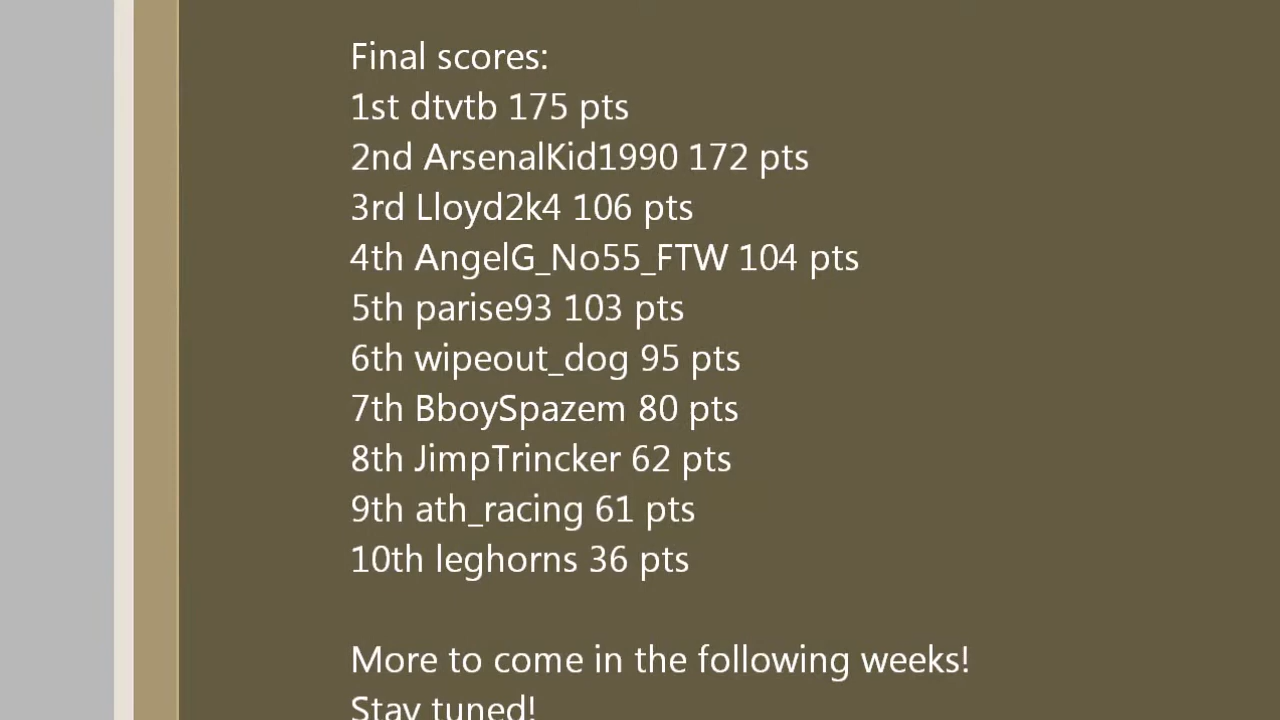 Final scores:
1st dtvtb 175 pts
2nd ArsenalKid1990 172 pts
3rd Lloyd2k4 106 pts
4th AngelG_No55_FTW 104 pts
5th parise93 103 pts
6th wipeout_dog 95 pts
7th BboySpazem 80 pts
8th JimpTrincker 62 pts
9th ath_racing 61 pts
10th leghorns 36 pts
More to come in the following weeks!
Stay tuned!